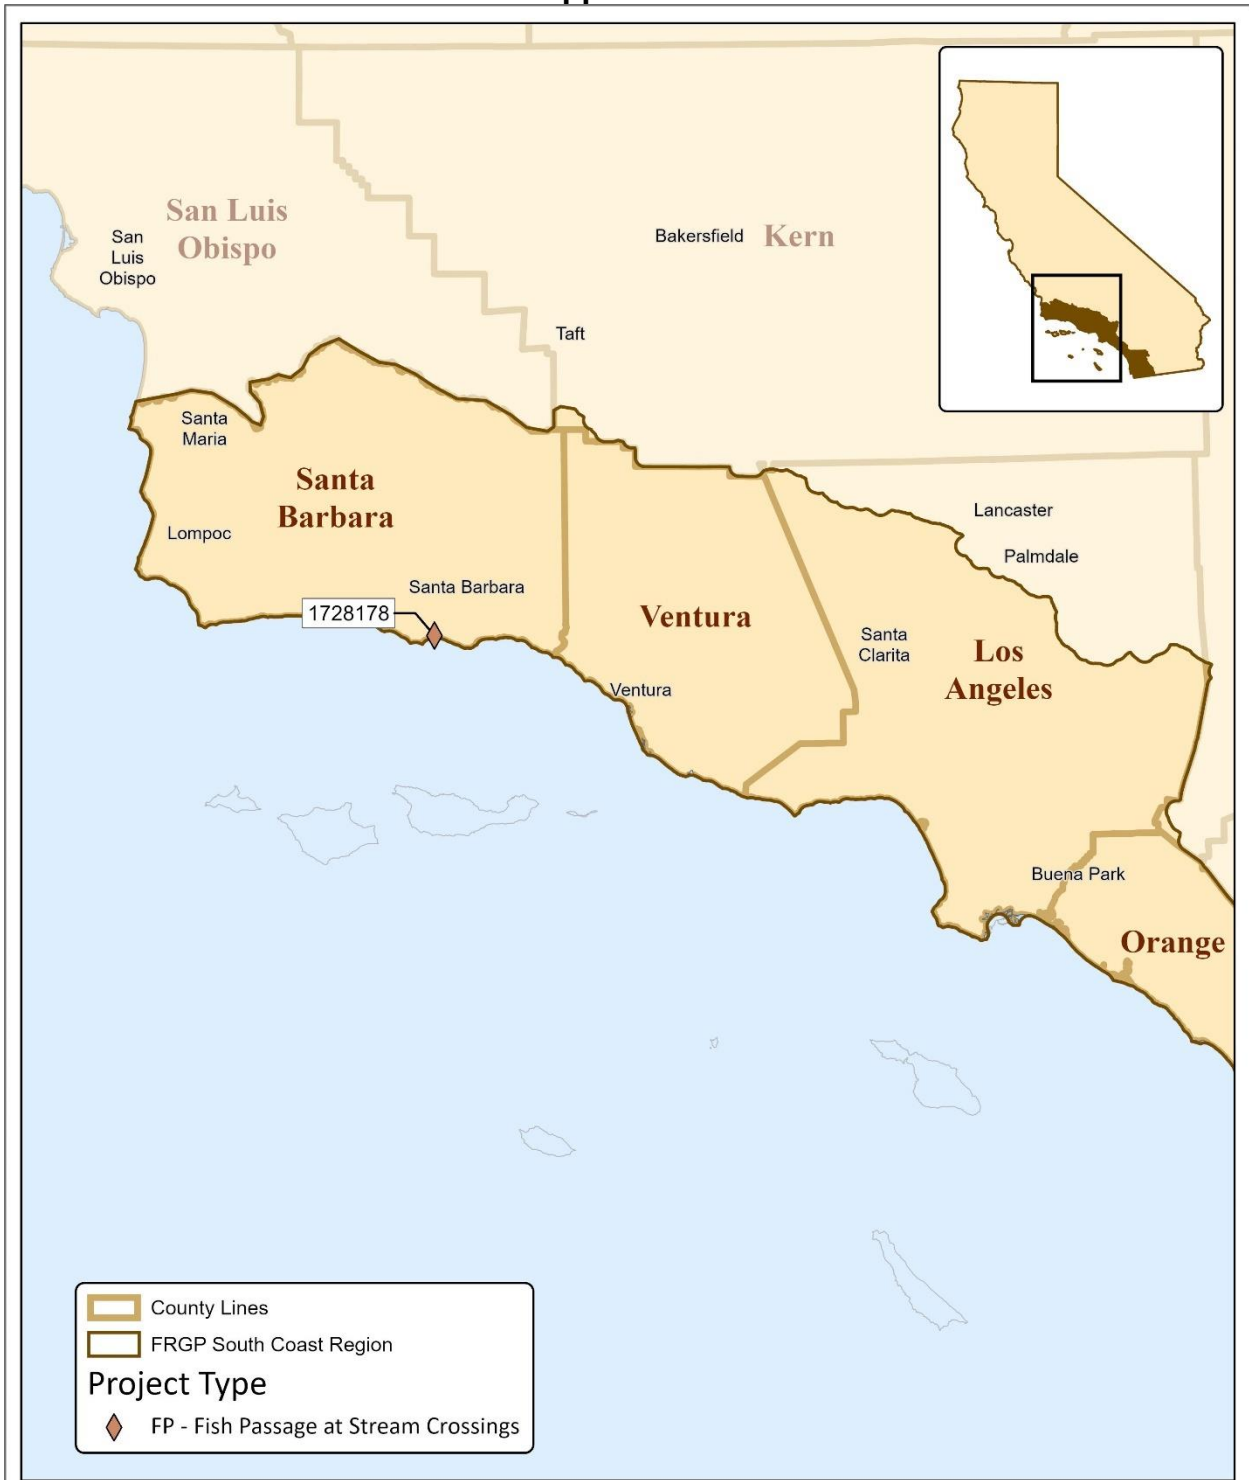 San Luis
Obispo
San
Luis
Obispo
Bakersfield
Kern
Taft
Santa
Maria
Santa
Barbara
Lompoc
Lancaster
Palmdale
Santa Barbara
1728178
Ventura
Santa
Clarita
Los
Angeles
Ventura
Buena Park
Orange
County Lines
FRGP South Coast Region
Project Type
FP - Fish Passage at Stream Crossings